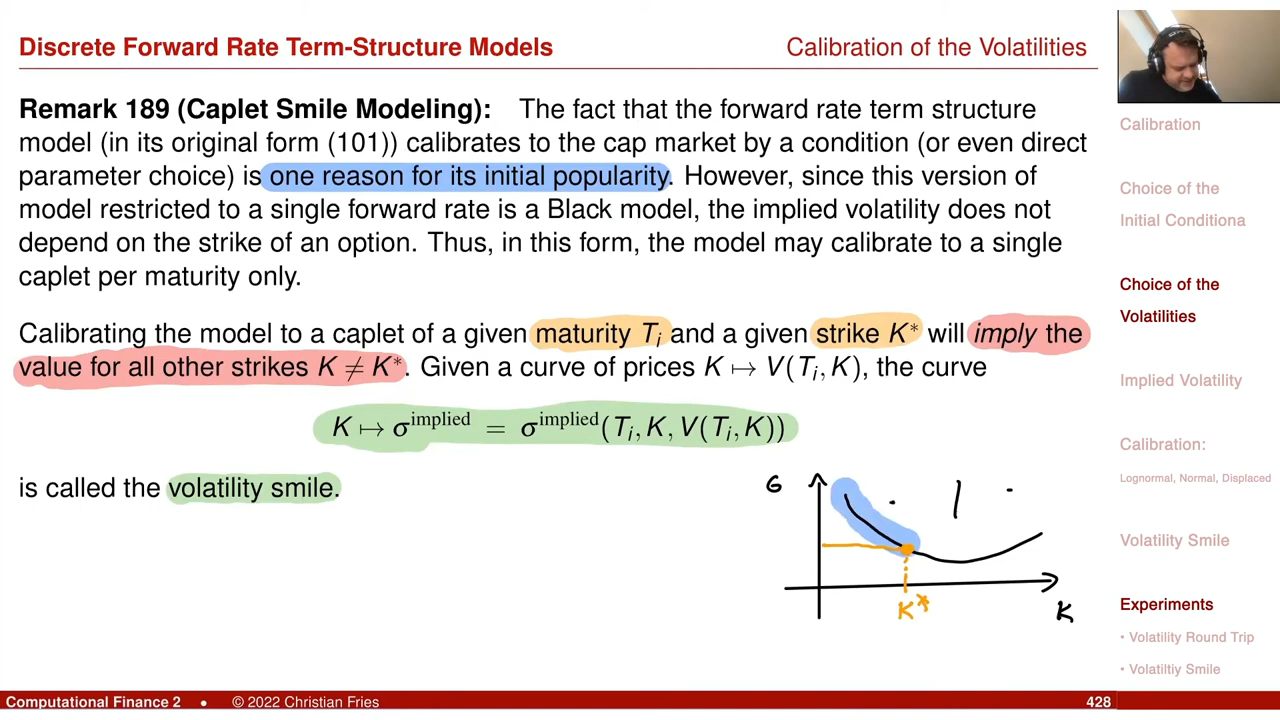 Discrete Forward Rate Term-Structure Models
Calibration of the Volatilities
Remark 189 (Caplet Smile Modeling): The fact that the forward rate term structure
model (in its original form (101)) calibrates to the cap market by a condition (or even direct
parameter choice) is one reason for its initial popularity. However, since this version of
model restricted to a single forward rate is a Black model, the implied volatility does not
depend on the strike of an option. Thus, in this form, the model may calibrate to a single
caplet per maturity only.
Calibrating the model to a caplet of a given maturity Tᵢ and a given strike K* will imply the
value for all other strikes K ≠ K*. Given a curve of prices K ↦ V(Tᵢ, K), the curve
K ↦ σ^implied = σ^implied(Tᵢ, K, V(Tᵢ, K))
is called the volatility smile.
σ
K*
K
Calibration
Choice of the
Initial Conditiona
Choice of the
Volatilities
Implied Volatility
Calibration:
Lognormal, Normal, Displaced
Volatility Smile
Experiments
• Volatility Round Trip
• Volatiltiy Smile
Computational Finance 2 • © 2022 Christian Fries
428